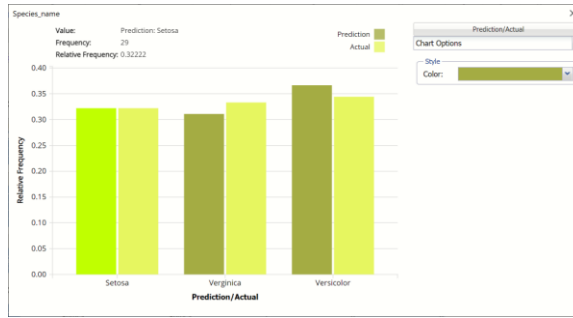 Species_name
Value: Prediction: Setosa
Frequency: 29
Relative Frequency: 0.32222
Prediction
Actual
Prediction/Actual
Chart Options
Style
Color:
0.40
0.35
0.30
0.25
0.20
0.15
0.10
0.05
0.00
Relative Frequency
Setosa Verginica Versicolor
Prediction/Actual